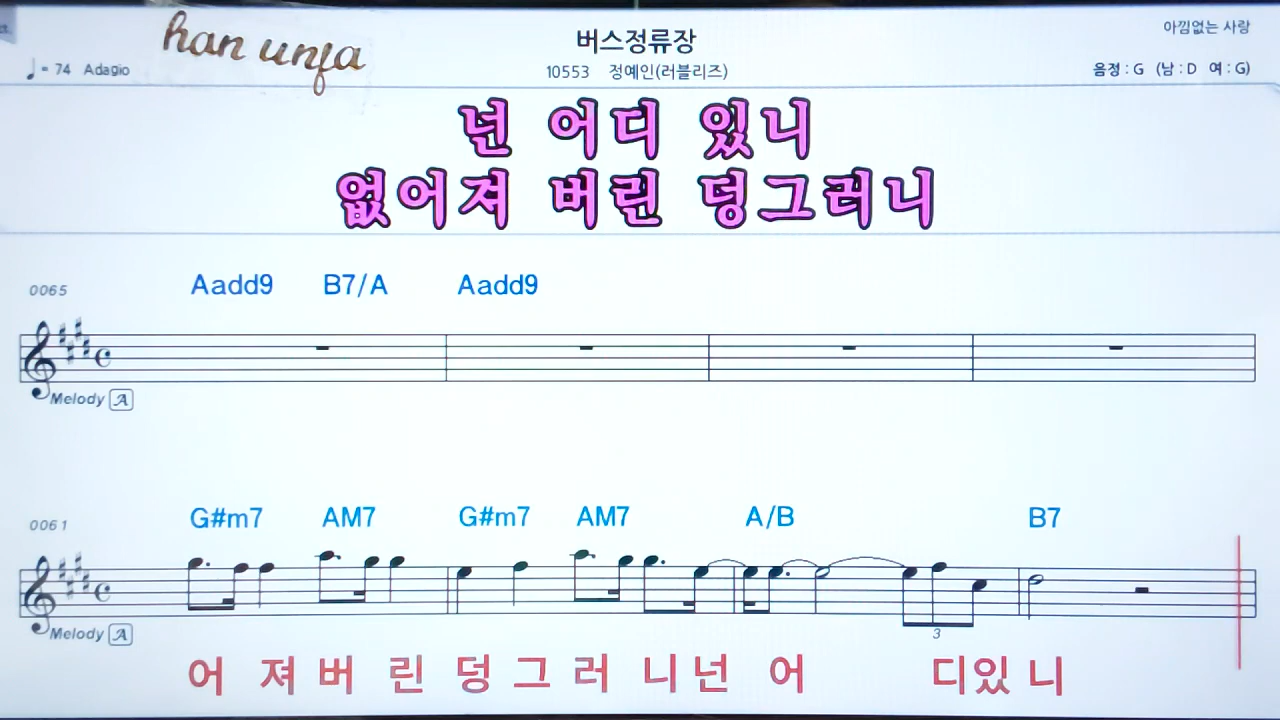 han unfa
버스정류장
아낌없는 사랑
♩= 74 Adagio
10553 정예인(러블리즈)
음정 : G (남 : D 여 : G)
넌 어디 있니
없어져 버린 덩그러니
0065 Aadd9 B7/A Aadd9
Melody A
0061 G#m7 AM7 G#m7 AM7 A/B B7
Melody A
3
어 져 버 린 덩 그 러 니 넌 어 디 있 니